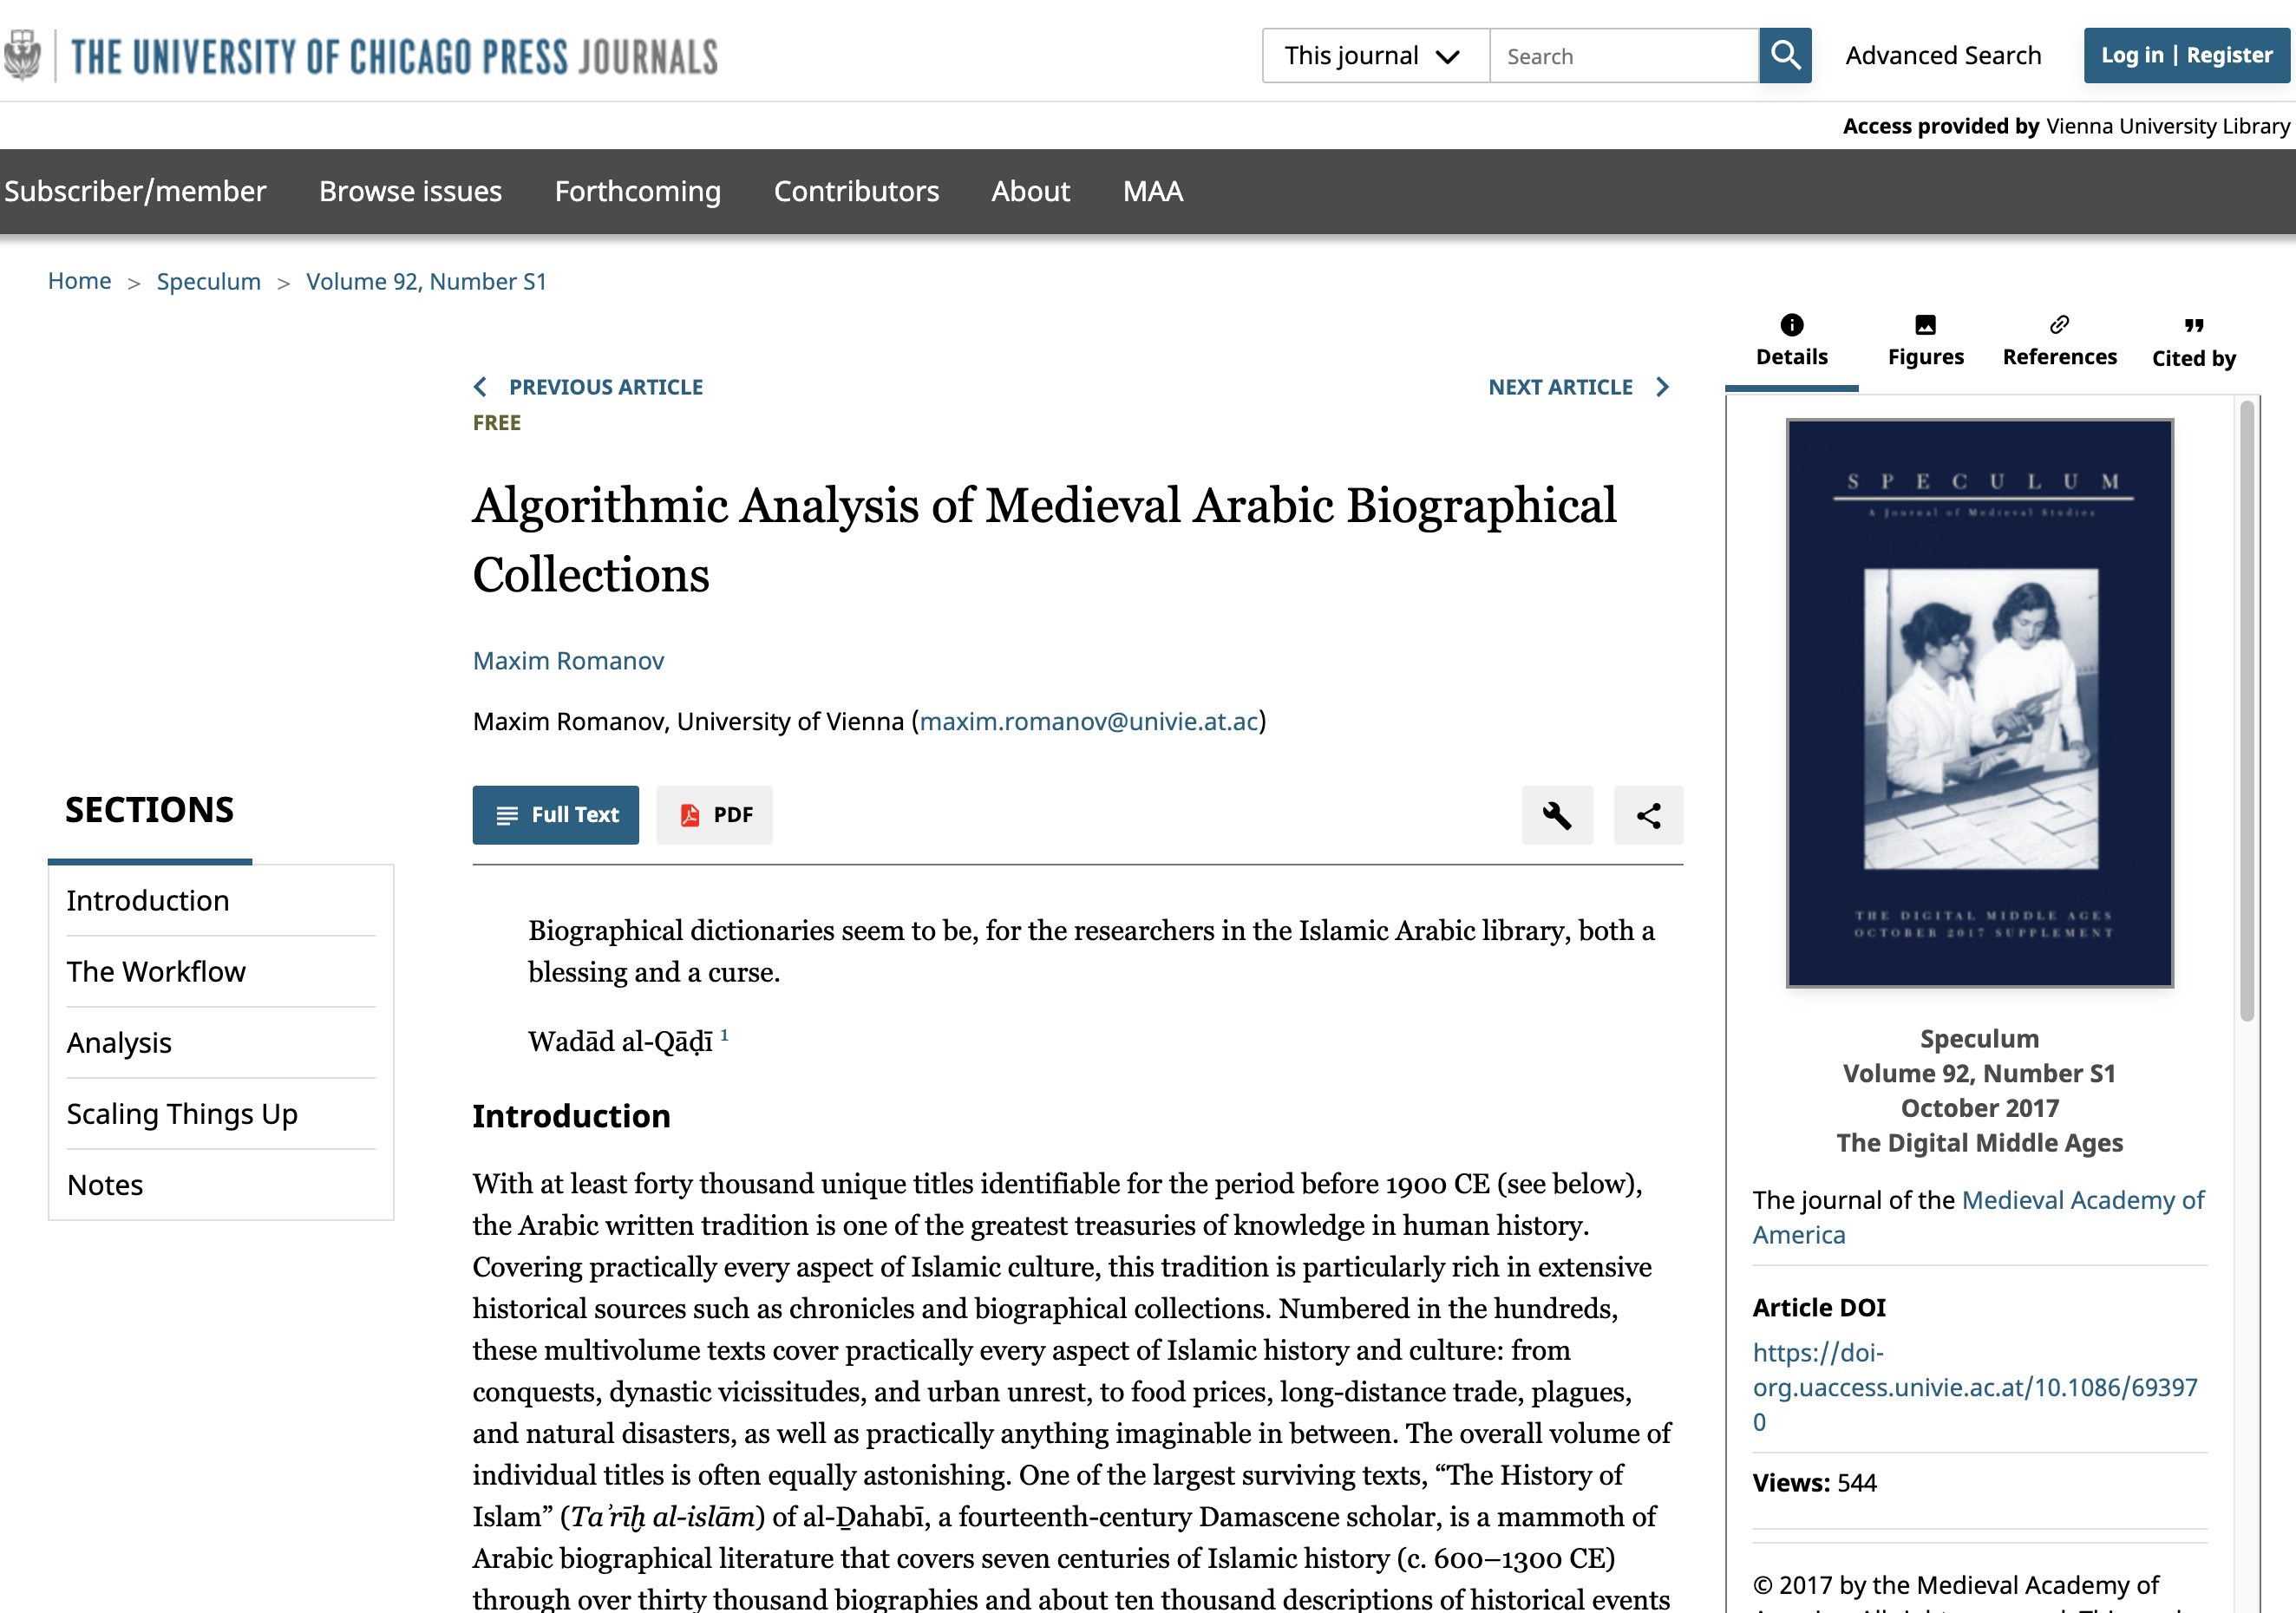 THE UNIVERSITY OF CHICAGO PRESS JOURNALS
This journal
Search
Advanced Search
Log in | Register
Access provided by Vienna University Library
Subscriber/member
Browse issues
Forthcoming
Contributors
About
MAA
Home > Speculum > Volume 92, Number S1
PREVIOUS ARTICLE
NEXT ARTICLE
FREE
Algorithmic Analysis of Medieval Arabic Biographical
Collections
Maxim Romanov
Maxim Romanov, University of Vienna (maxim.romanov@univie.at.ac)
Full Text
PDF
SECTIONS
Introduction
The Workflow
Analysis
Scaling Things Up
Notes
Biographical dictionaries seem to be, for the researchers in the Islamic Arabic library, both a
blessing and a curse.
Wadād al-Qāḍī 1
Introduction
With at least forty thousand unique titles identifiable for the period before 1900 CE (see below),
the Arabic written tradition is one of the greatest treasuries of knowledge in human history.
Covering practically every aspect of Islamic culture, this tradition is particularly rich in extensive
historical sources such as chronicles and biographical collections. Numbered in the hundreds,
these multivolume texts cover practically every aspect of Islamic history and culture: from
conquests, dynastic vicissitudes, and urban unrest, to food prices, long-distance trade, plagues,
and natural disasters, as well as practically anything imaginable in between. The overall volume of
individual titles is often equally astonishing. One of the largest surviving texts, “The History of
Islam” (Taʾrīḫ al-islām) of al-Ḏahabī, a fourteenth-century Damascene scholar, is a mammoth of
Arabic biographical literature that covers seven centuries of Islamic history (c. 600–1300 CE)
through over thirty thousand biographies and about ten thousand descriptions of historical events
Details
Figures
References
Cited by
SPECULUM
A Journal of Medieval Studies
THE DIGITAL MIDDLE AGES
OCTOBER 2017 SUPPLEMENT
Speculum
Volume 92, Number S1
October 2017
The Digital Middle Ages
The journal of the Medieval Academy of
America
Article DOI
https://doi-
org.uaccess.univie.ac.at/10.1086/69397
0
Views: 544
© 2017 by the Medieval Academy of